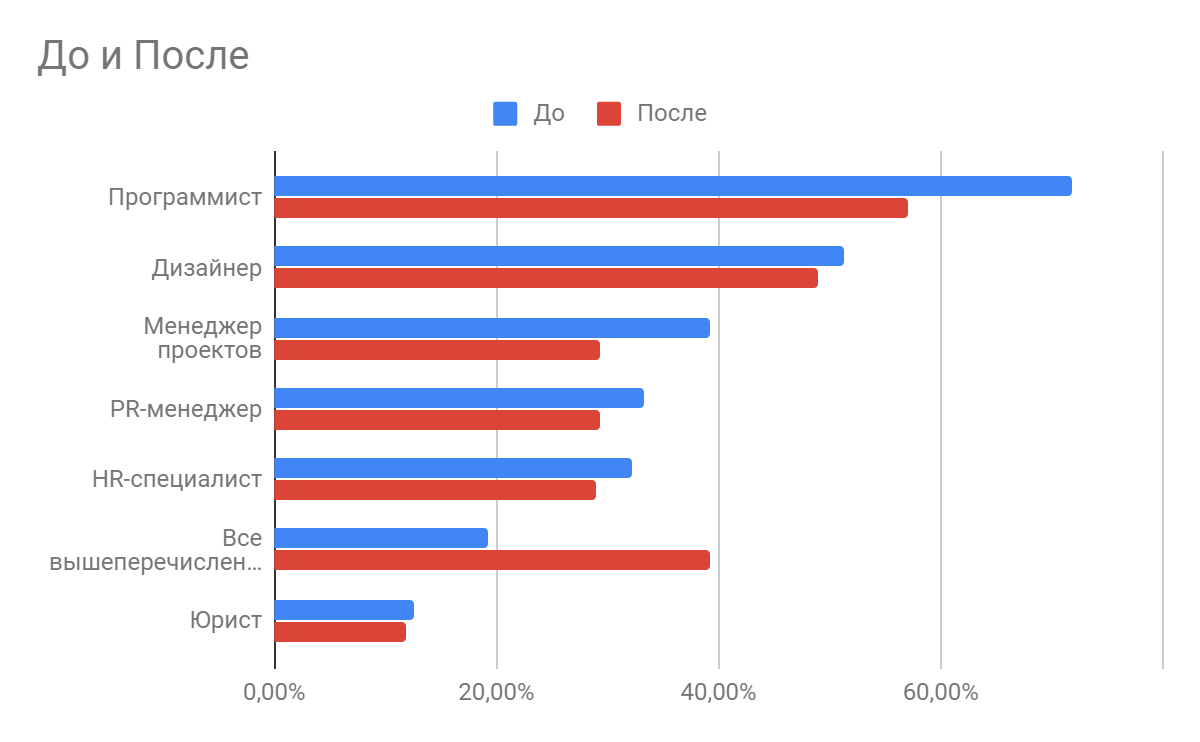 До и После
До
После
Программист
Дизайнер
Менеджер
проектов
PR-менеджер
HR-специалист
Все
вышеперечислен...
Юрист
0,00%
20,00%
40,00%
60,00%